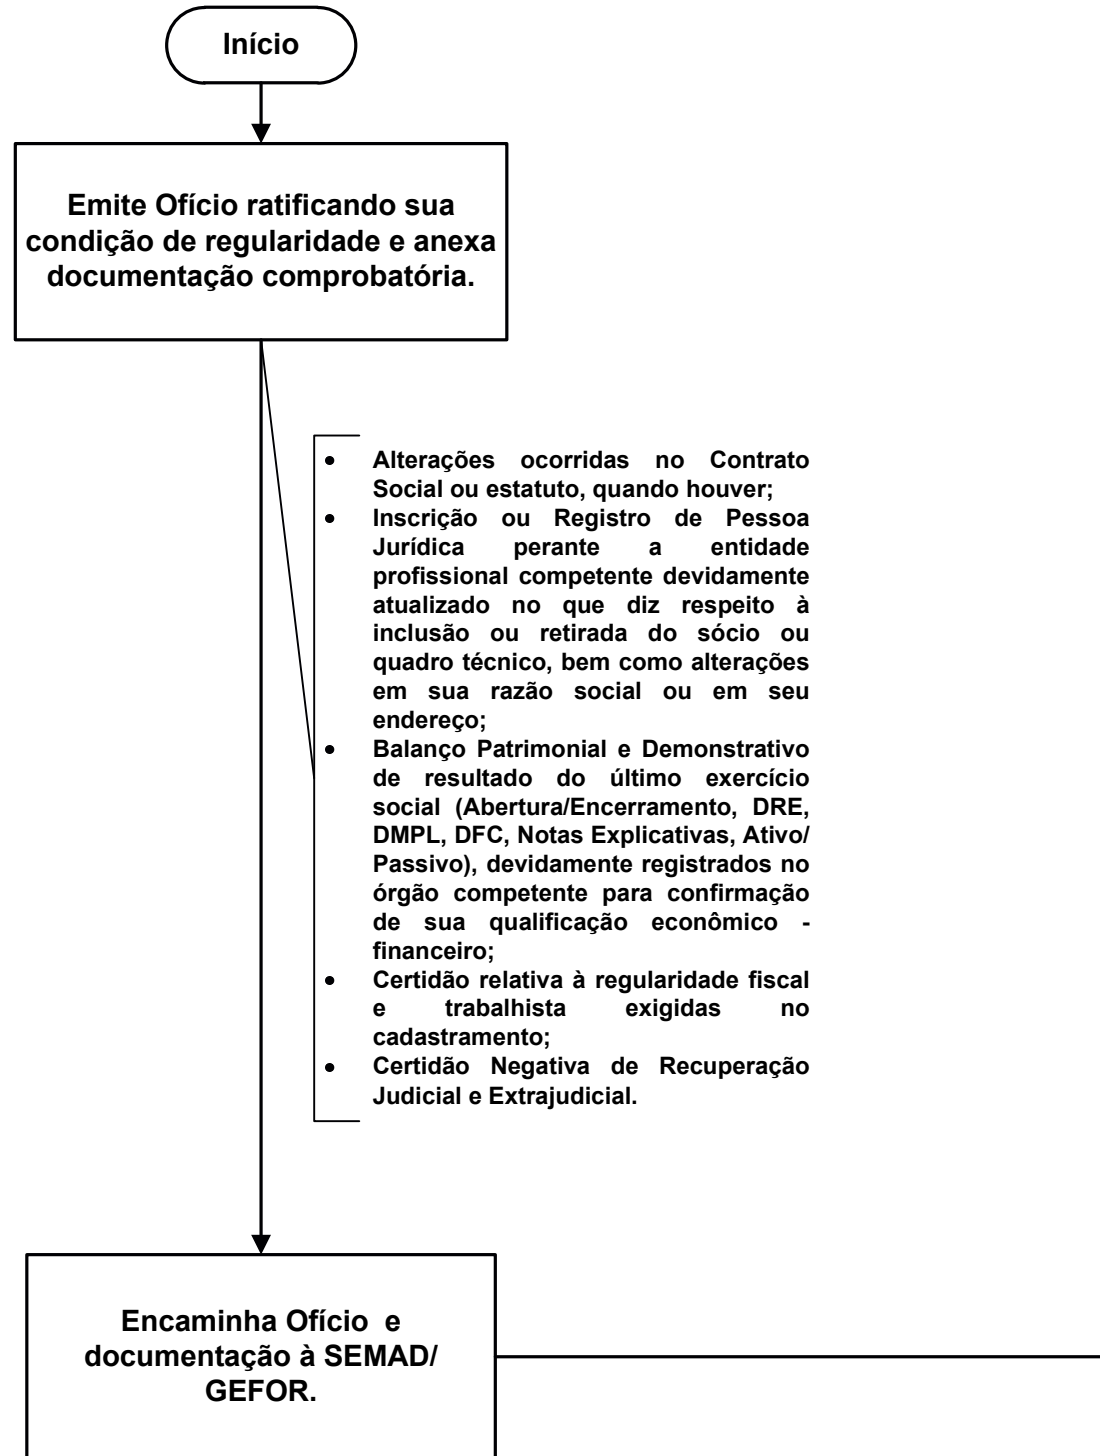 Início
Emite Ofício ratificando sua
condição de regularidade e anexa
documentação comprobatória.
• Alterações ocorridas no Contrato
Social ou estatuto, quando houver;
• Inscrição ou Registro de Pessoa
Jurídica perante a entidade
profissional competente devidamente
atualizado no que diz respeito à
inclusão ou retirada do sócio ou
quadro técnico, bem como alterações
em sua razão social ou em seu
endereço;
• Balanço Patrimonial e Demonstrativo
de resultado do último exercício
social (Abertura/Encerramento, DRE,
DMPL, DFC, Notas Explicativas, Ativo/
Passivo), devidamente registrados no
órgão competente para confirmação
de sua qualificação econômico -
financeiro;
• Certidão relativa à regularidade fiscal
e trabalhista exigidas no
cadastramento;
• Certidão Negativa de Recuperação
Judicial e Extrajudicial.
Encaminha Ofício e
documentação à SEMAD/
GEFOR.